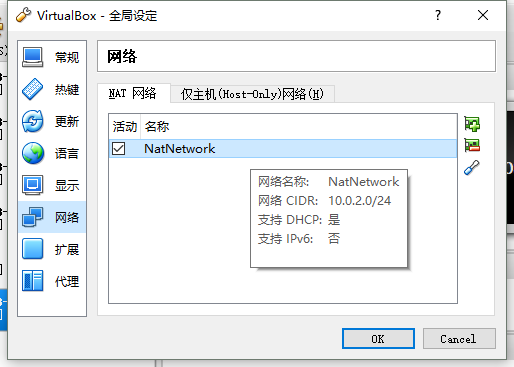 VirtualBox - 全局设定
常规
热键
更新
语言
显示
网络
扩展
代理
网络
NAT 网络
仅主机(Host-Only)网络(H)
活动 名称
NatNetwork
网络名称: NatNetwork
网络 CIDR: 10.0.2.0/24
支持 DHCP: 是
支持 IPv6: 否
OK
Cancel